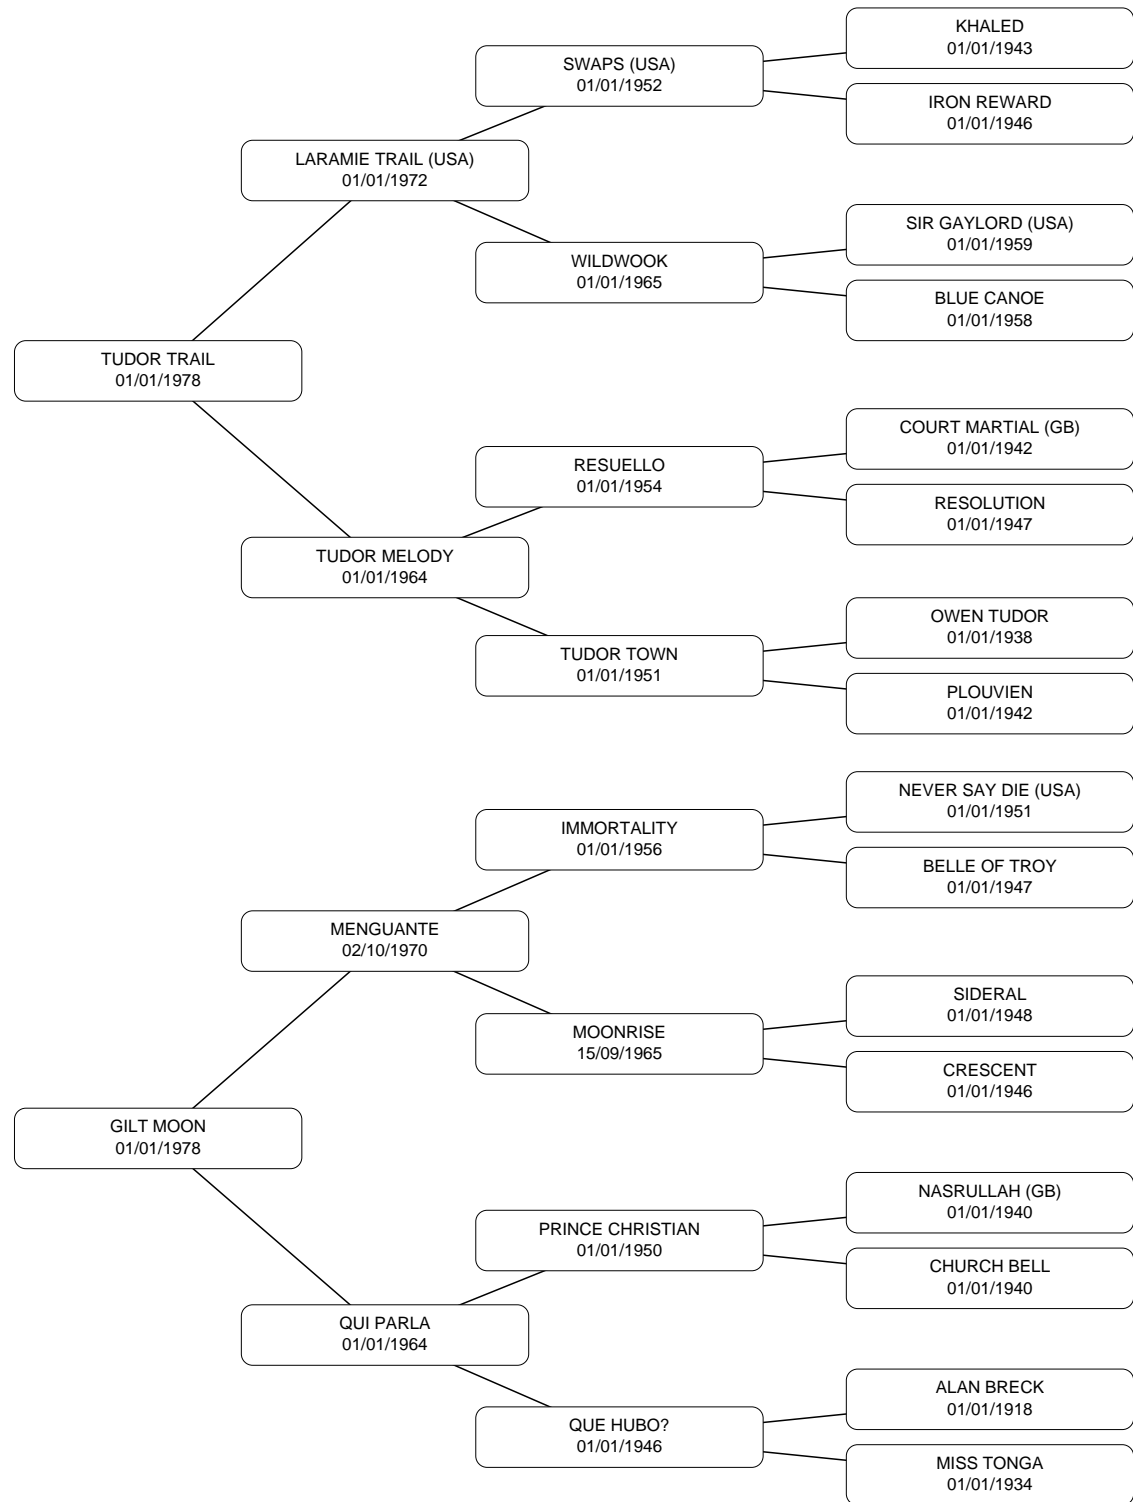 KHALED
01/01/1943
SWAPS (USA)
01/01/1952
IRON REWARD
01/01/1946
LARAMIE TRAIL (USA)
01/01/1972
SIR GAYLORD (USA)
01/01/1959
WILDWOOK
01/01/1965
BLUE CANOE
01/01/1958
TUDOR TRAIL
01/01/1978
COURT MARTIAL (GB)
01/01/1942
RESUELLO
01/01/1954
RESOLUTION
01/01/1947
TUDOR MELODY
01/01/1964
OWEN TUDOR
01/01/1938
TUDOR TOWN
01/01/1951
PLOUVIEN
01/01/1942
NEVER SAY DIE (USA)
01/01/1951
IMMORTALITY
01/01/1956
BELLE OF TROY
01/01/1947
MENGUANTE
02/10/1970
SIDERAL
01/01/1948
MOONRISE
15/09/1965
CRESCENT
01/01/1946
GILT MOON
01/01/1978
NASRULLAH (GB)
01/01/1940
PRINCE CHRISTIAN
01/01/1950
CHURCH BELL
01/01/1940
QUI PARLA
01/01/1964
ALAN BRECK
01/01/1918
QUE HUBO?
01/01/1946
MISS TONGA
01/01/1934